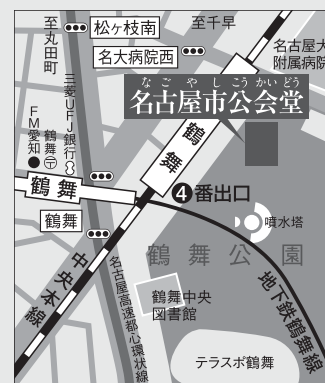 至丸田町
松ヶ枝南
至千早
名大病院西
名古屋大
附属病院
三菱UFJ銀行
なごやしこうかいどう
名古屋市公会堂
FM愛知
鶴舞〒
鶴舞
鶴舞
❹番出口
鶴舞
噴水塔
鶴舞公園
中央本線
名古屋高速都心環状線
鶴舞中央
図書館
地下鉄鶴舞線
テラスポ鶴舞